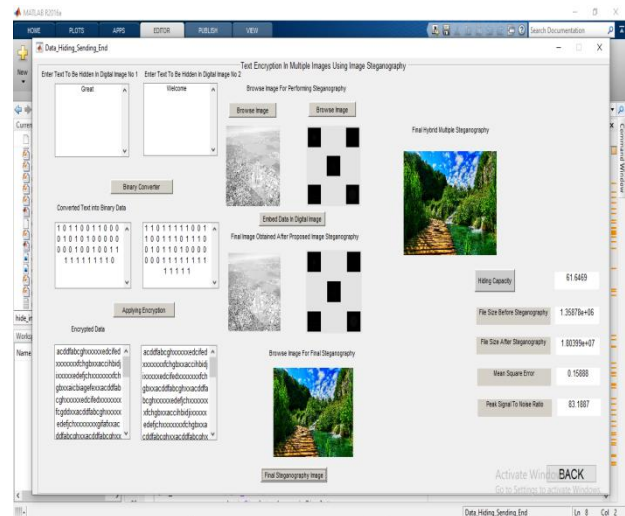 MATLAB R2016a
HOME PLOTS APPS EDITOR PUBLISH VIEW
Search Documentation
New
Data_Hiding_Sending_End
Text Encryption In Multiple Images Using Image Steganography
Enter Text To Be Hidden In Digital Image No 1
Enter Text To Be Hidden In Digital Image No 2
Great
Welcome
Binary Converter
Converted Text into Binary Data
1 0 1 1 0 0 1 1 0 0 0
0 1 0 1 0 1 0 0 0 0 0
0 0 0 1 0 0 1 0 0 1 1
1 1 1 1 1 1 1 1 0
1 1 0 1 1 1 1 1 0 0 1
1 0 0 1 1 1 0 1 1 1 0
0 1 0 1 1 0 1 0 0 0 0
0 0 0 1 1 1 1 1 1 1 1
1 1 1 1 1
Applying Encryption
Encrypted Data
Browse Image For Performing Steganography
Browse Image
Browse Image
Embed Data In Digital Image
Final Image Obtained After Proposed Image Steganography
Browse Image For Final Steganography
Final Steganography Image
Final Hybrid Multiple Steganography
Hiding Capacity 61.6469
File Size Before Steganography 1.35878e+06
File Size After Steganography 1.80399e+07
Mean Square Error 0.15888
Peak Signal To Noise Ratio 83.1887
BACK
Activate Windows
Go to Settings to activate Windows.
Command Window
Name
Data_Hiding_Sending_End Ln 8 Col 2